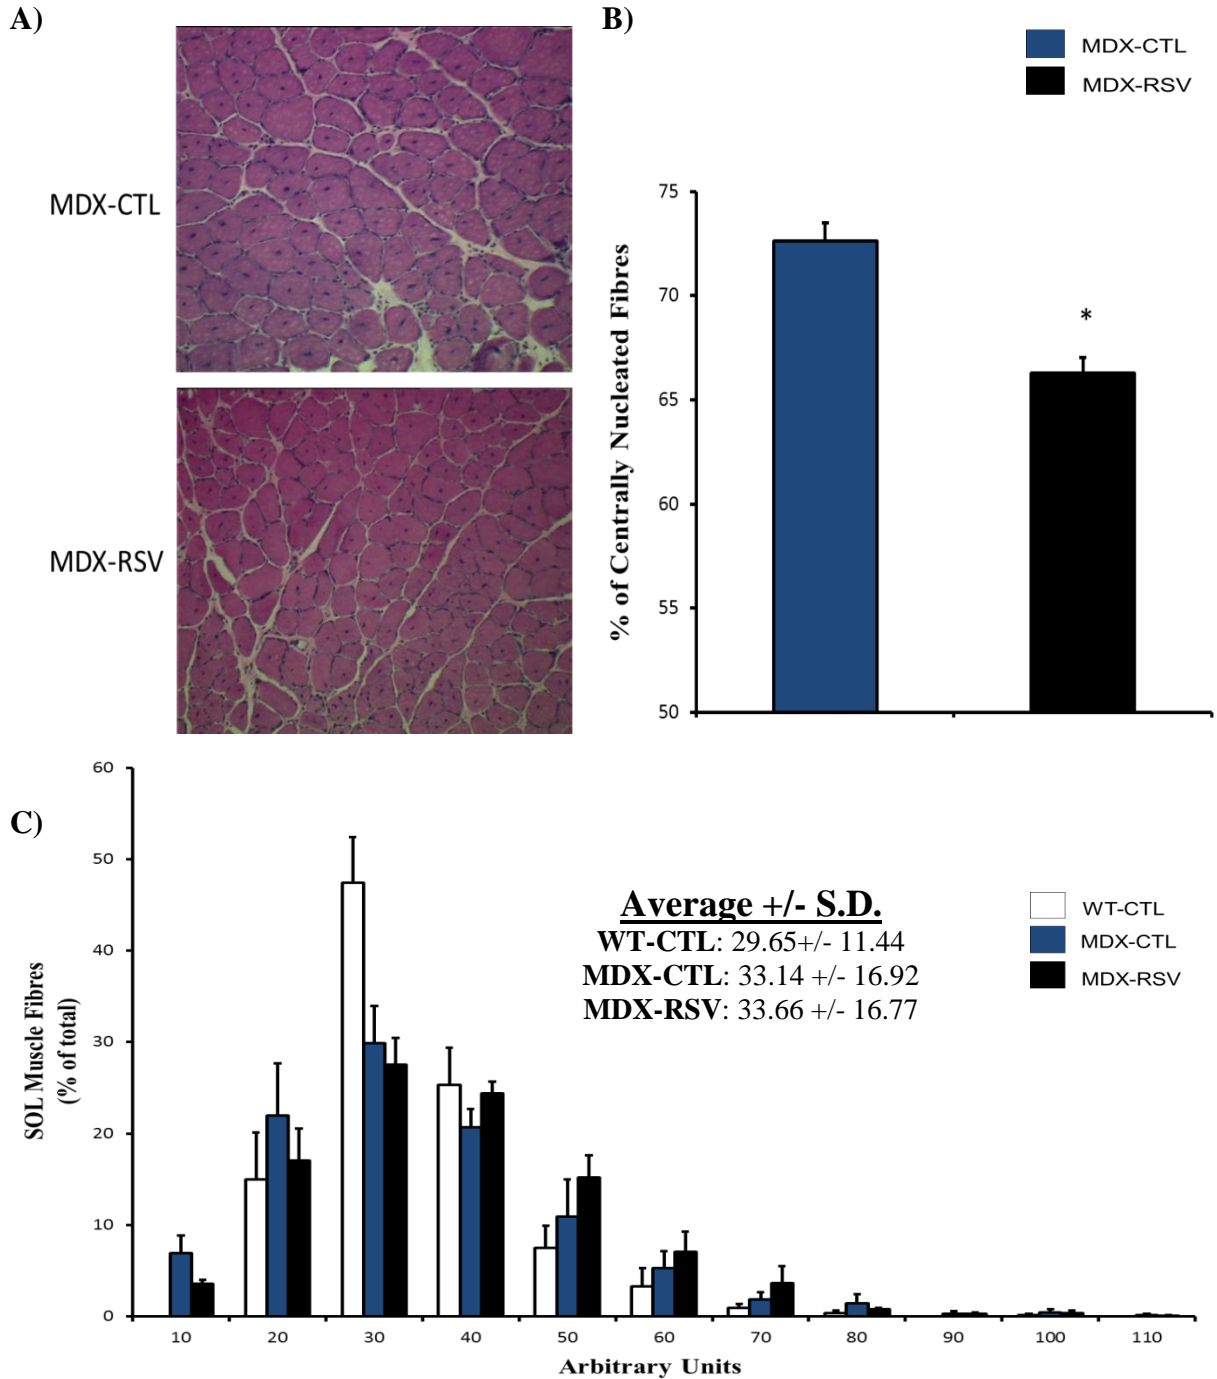 A)
MDX-CTL
MDX-RSV
B)
MDX-CTL
MDX-RSV
% of Centrally Nucleated Fibres
75
70
65
60
55
50
*
C)
SOL Muscle Fibres
(% of total)
60
50
40
30
20
10
0
Average +/- S.D.
WT-CTL: 29.65+/- 11.44
MDX-CTL: 33.14 +/- 16.92
MDX-RSV: 33.66 +/- 16.77
WT-CTL
MDX-CTL
MDX-RSV
10 20 30 40 50 60 70 80 90 100 110
Arbitrary Units